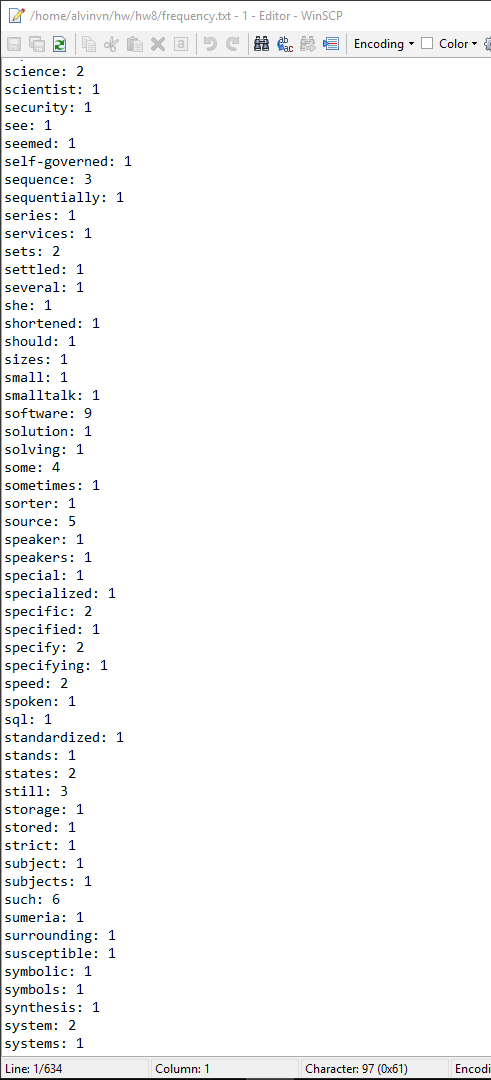 /home/alvinvn/hw/hw8/frequency.txt - 1 - Editor - WinSCP
Encoding Color
science: 2
scientist: 1
security: 1
see: 1
seemed: 1
self-governed: 1
sequence: 3
sequentially: 1
series: 1
services: 1
sets: 2
settled: 1
several: 1
she: 1
shortened: 1
should: 1
sizes: 1
small: 1
smalltalk: 1
software: 9
solution: 1
solving: 1
some: 4
sometimes: 1
sorter: 1
source: 5
speaker: 1
speakers: 1
special: 1
specialized: 1
specific: 2
specified: 1
specify: 2
specifying: 1
speed: 2
spoken: 1
sql: 1
standardized: 1
stands: 1
states: 2
still: 3
storage: 1
stored: 1
strict: 1
subject: 1
subjects: 1
such: 6
sumeria: 1
surrounding: 1
susceptible: 1
symbolic: 1
symbols: 1
synthesis: 1
system: 2
systems: 1
Line: 1/634 Column: 1 Character: 97 (0x61) Encodi